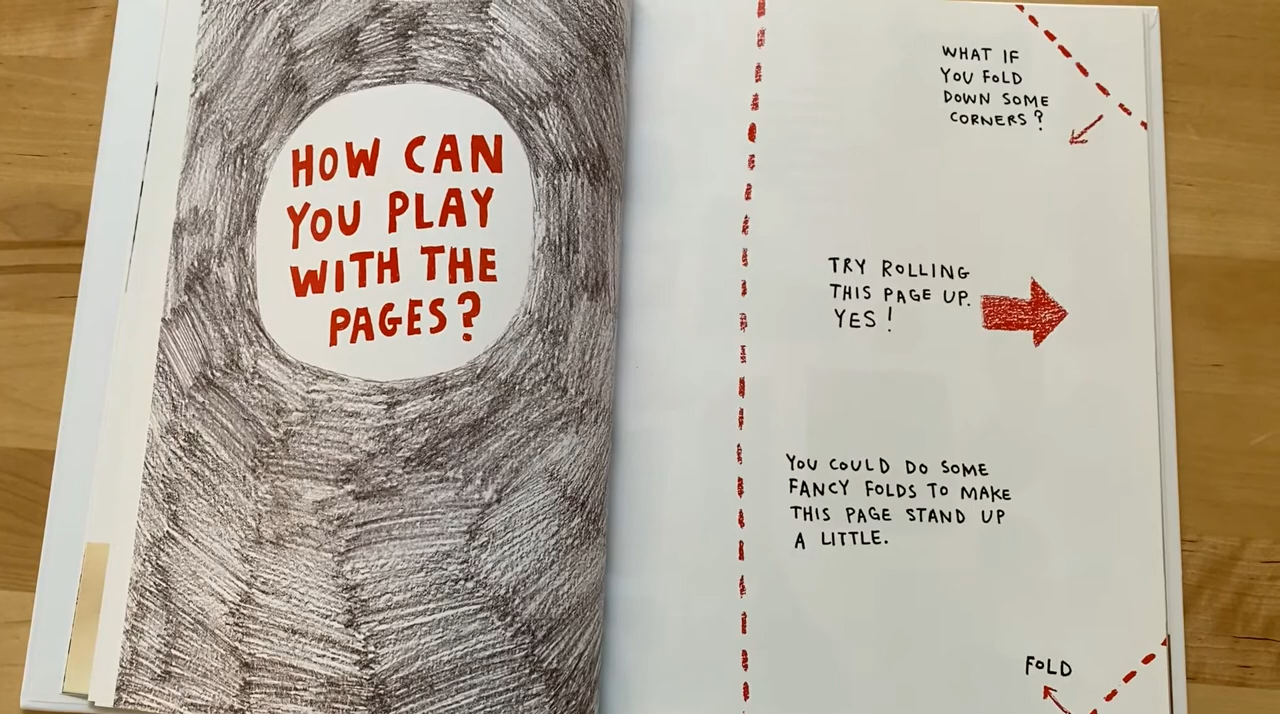 HOW CAN
YOU PLAY
WITH THE
PAGES?
WHAT IF
YOU FOLD
DOWN SOME
CORNERS?
TRY ROLLING
THIS PAGE UP.
YES!
YOU COULD DO SOME
FANCY FOLDS TO MAKE
THIS PAGE STAND UP
A LITTLE.
FOLD